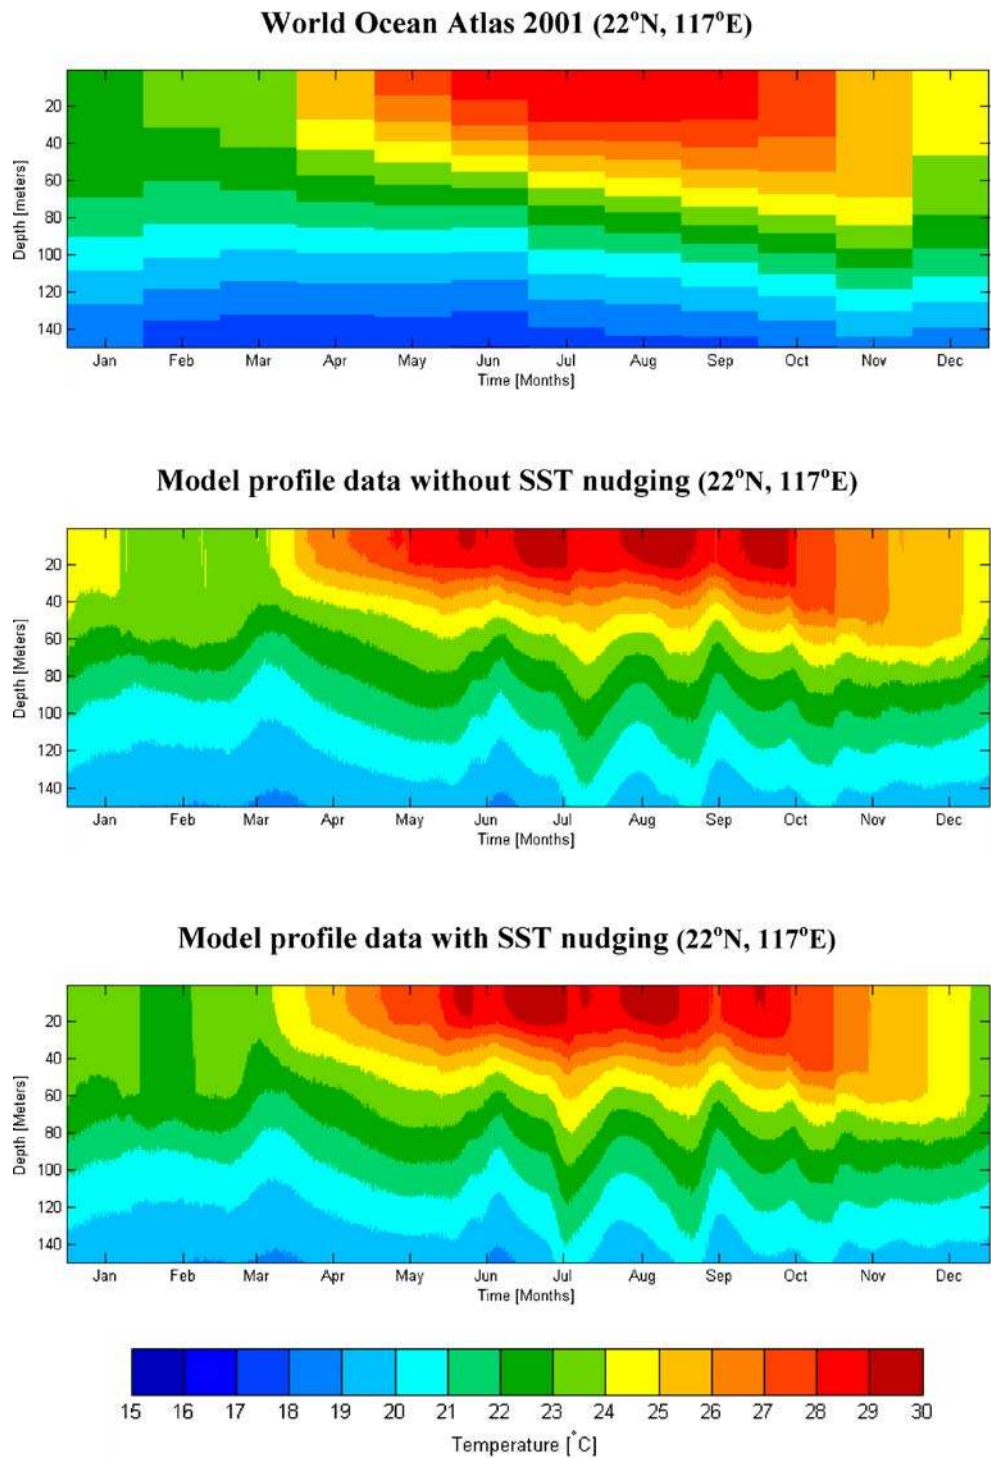 World Ocean Atlas 2001 (22°N, 117°E)
20
40
60
80
100
120
140
Depth [meters]
Jan Feb Mar Apr May Jun Jul Aug Sep Oct Nov Dec
Time [Months]
Model profile data without SST nudging (22°N, 117°E)
20
40
60
80
100
120
140
Depth [Meters]
Jan Feb Mar Apr May Jun Jul Aug Sep Oct Nov Dec
Time [Months]
Model profile data with SST nudging (22°N, 117°E)
20
40
60
80
100
120
140
Depth [Meters]
Jan Feb Mar Apr May Jun Jul Aug Sep Oct Nov Dec
Time [Months]
15 16 17 18 19 20 21 22 23 24 25 26 27 28 29 30
Temperature [°C]